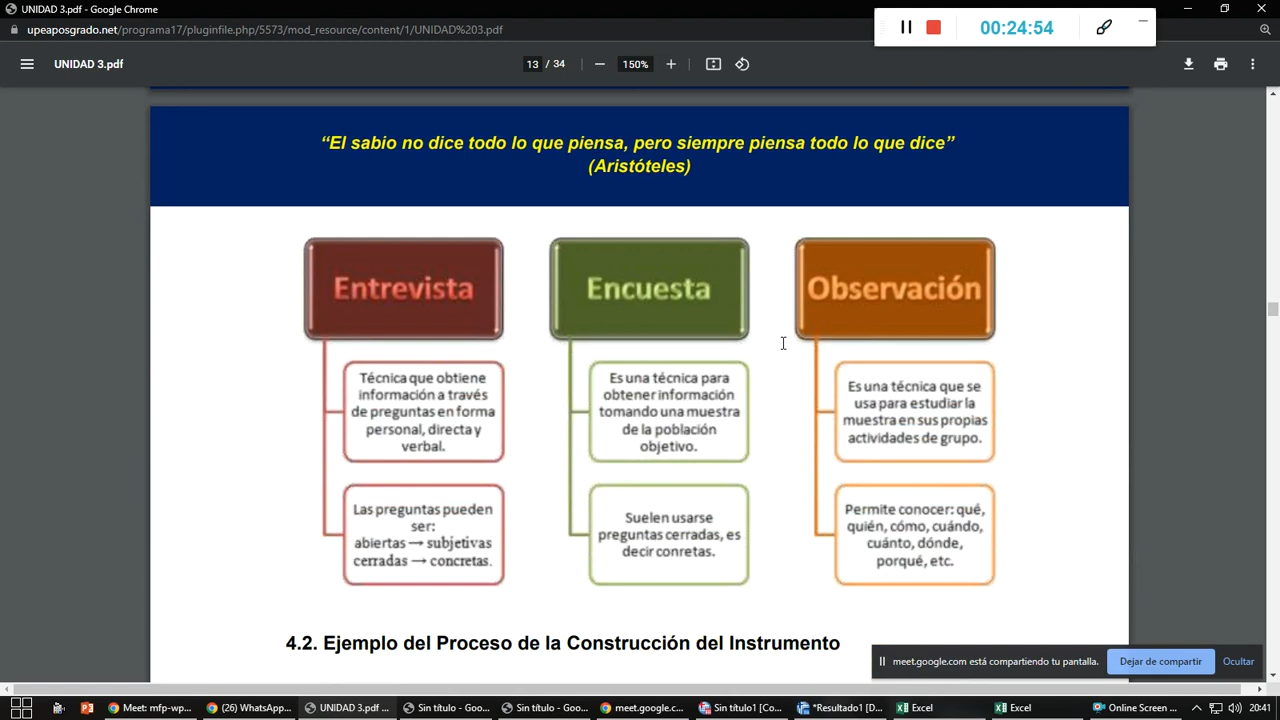 UNIDAD 3.pdf - Google Chrome
upeaposgrado.net/programa17/pluginfile.php/5573/mod_resource/content/1/UNIDAD%203.pdf
00:24:54
UNIDAD 3.pdf
13 / 34
150%
“El sabio no dice todo lo que piensa, pero siempre piensa todo lo que dice”
(Aristóteles)
Entrevista
Técnica que obtiene
información a través
de preguntas en forma
personal, directa y
verbal.
Las preguntas pueden
ser:
abiertas → subjetivas
cerradas → concretas.
Encuesta
Es una técnica para
obtener información
tomando una muestra
de la población
objetivo.
Suelen usarse
preguntas cerradas, es
decir conretas.
Observación
Es una técnica que se
usa para estudiar la
muestra en sus propias
actividades de grupo.
Permite conocer: qué,
quién, cómo, cuándo,
cuánto, dónde,
porqué, etc.
4.2. Ejemplo del Proceso de la Construcción del Instrumento
meet.google.com está compartiendo tu pantalla.
Dejar de compartir
Ocultar
Meet: mfp-wp...
(26) WhatsApp...
UNIDAD 3.pdf ...
Sin título - Goo...
Sin título - Goo...
meet.google.co...
Sin título1 [Co...
*Resultado1 [D...
Excel
Excel
Online Screen ...
20:41